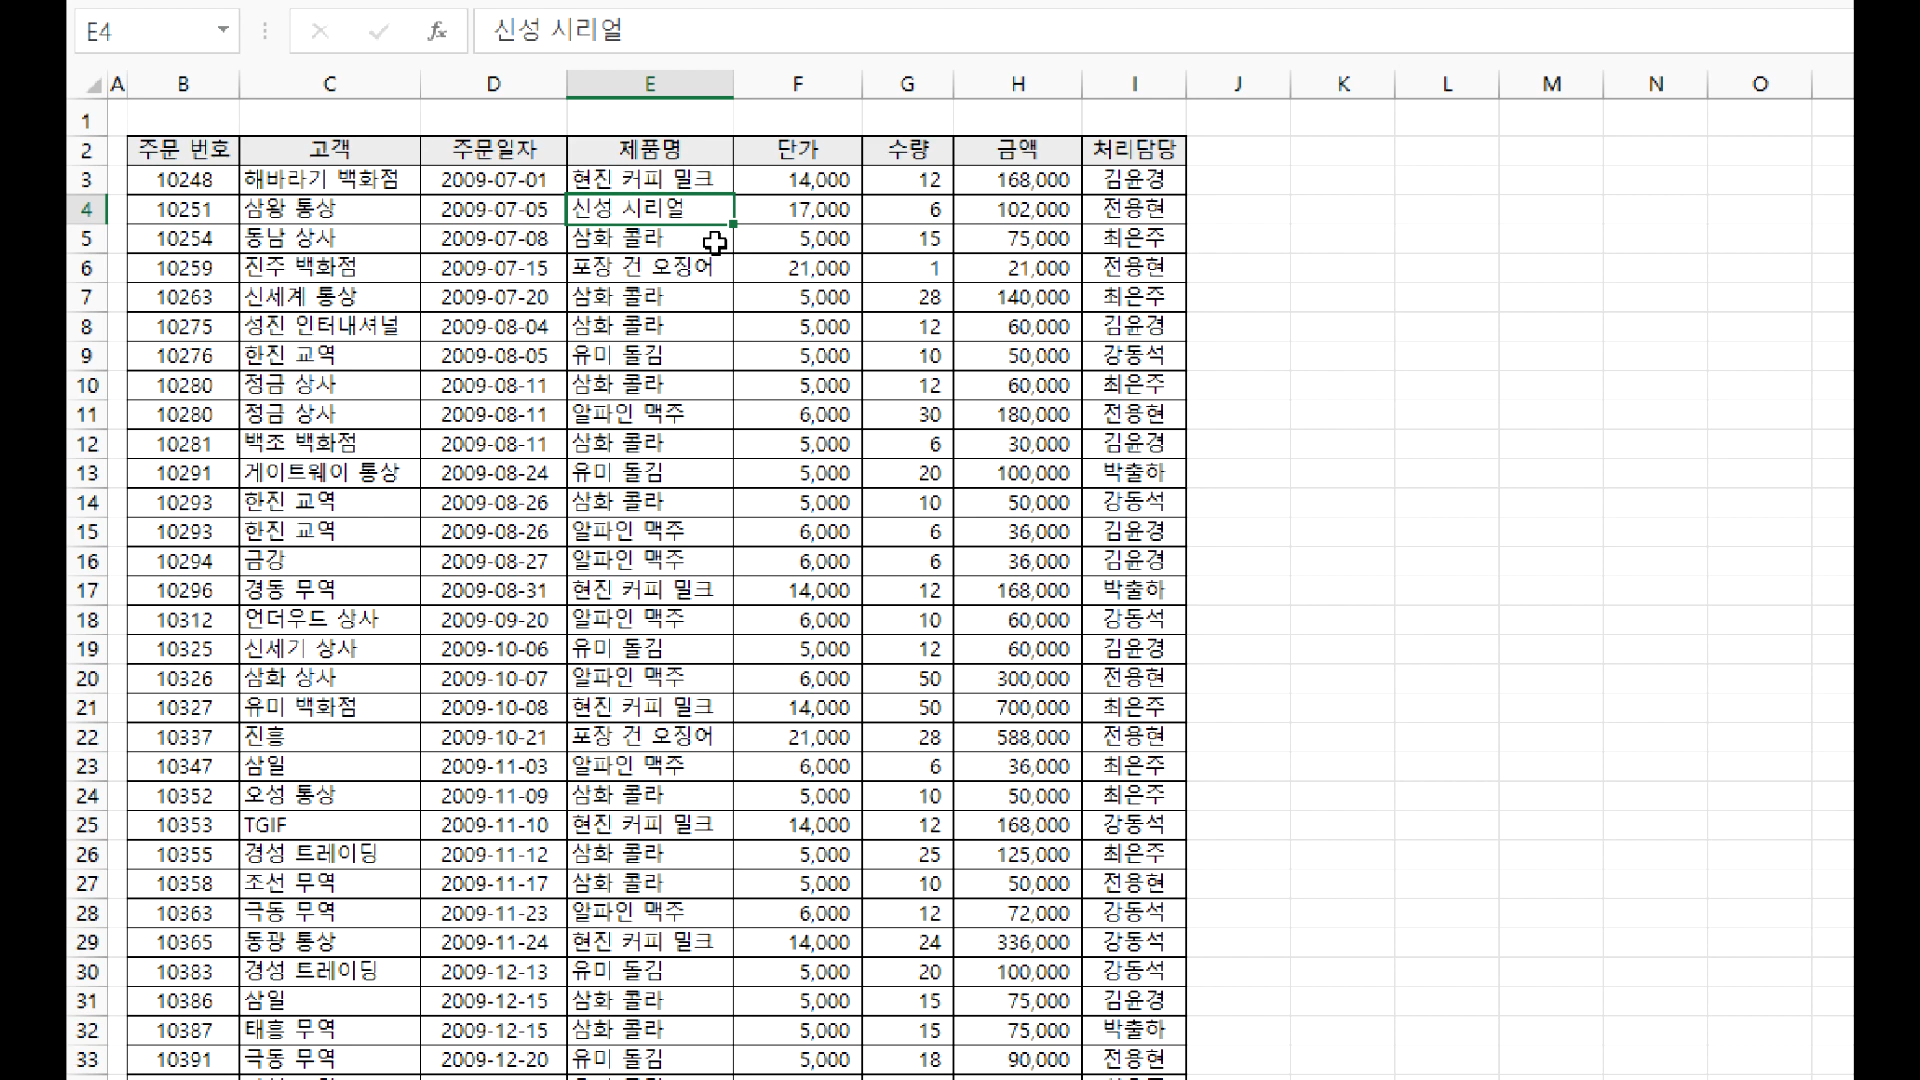 E4 fx 신성 시리얼
A B C D E F G H I J K L M N O
1
2 주문 번호 고객 주문일자 제품명 단가 수량 금액 처리담당
3 10248 해바라기 백화점 2009-07-01 현진 커피 밀크 14,000 12 168,000 김윤경
4 10251 삼왕 통상 2009-07-05 신성 시리얼 17,000 6 102,000 전용현
5 10254 동남 상사 2009-07-08 삼화 콜라 5,000 15 75,000 최은주
6 10259 진주 백화점 2009-07-15 포장 건 오징어 21,000 1 21,000 전용현
7 10263 신세계 통상 2009-07-20 삼화 콜라 5,000 28 140,000 최은주
8 10275 성진 인터내셔널 2009-08-04 삼화 콜라 5,000 12 60,000 김윤경
9 10276 한진 교역 2009-08-05 유미 돌김 5,000 10 50,000 강동석
10 10280 정금 상사 2009-08-11 삼화 콜라 5,000 12 60,000 최은주
11 10280 정금 상사 2009-08-11 알파인 맥주 6,000 30 180,000 전용현
12 10281 백조 백화점 2009-08-11 삼화 콜라 5,000 6 30,000 김윤경
13 10291 게이트웨이 통상 2009-08-24 유미 돌김 5,000 20 100,000 박출하
14 10293 한진 교역 2009-08-26 삼화 콜라 5,000 10 50,000 강동석
15 10293 한진 교역 2009-08-26 알파인 맥주 6,000 6 36,000 김윤경
16 10294 금강 2009-08-27 알파인 맥주 6,000 6 36,000 김윤경
17 10296 경동 무역 2009-08-31 현진 커피 밀크 14,000 12 168,000 박출하
18 10312 언더우드 상사 2009-09-20 알파인 맥주 6,000 10 60,000 강동석
19 10325 신세기 상사 2009-10-06 유미 돌김 5,000 12 60,000 김윤경
20 10326 삼화 상사 2009-10-07 알파인 맥주 6,000 50 300,000 전용현
21 10327 유미 백화점 2009-10-08 현진 커피 밀크 14,000 50 700,000 최은주
22 10337 진흥 2009-10-21 포장 건 오징어 21,000 28 588,000 전용현
23 10347 삼일 2009-11-03 알파인 맥주 6,000 6 36,000 최은주
24 10352 오성 통상 2009-11-09 삼화 콜라 5,000 10 50,000 최은주
25 10353 TGIF 2009-11-10 현진 커피 밀크 14,000 12 168,000 강동석
26 10355 경성 트레이딩 2009-11-12 삼화 콜라 5,000 25 125,000 최은주
27 10358 조선 무역 2009-11-17 삼화 콜라 5,000 10 50,000 전용현
28 10363 극동 무역 2009-11-23 알파인 맥주 6,000 12 72,000 강동석
29 10365 동광 통상 2009-11-24 현진 커피 밀크 14,000 24 336,000 강동석
30 10383 경성 트레이딩 2009-12-13 유미 돌김 5,000 20 100,000 강동석
31 10386 삼일 2009-12-15 삼화 콜라 5,000 15 75,000 김윤경
32 10387 태흥 무역 2009-12-15 삼화 콜라 5,000 15 75,000 박출하
33 10391 극동 무역 2009-12-20 유미 돌김 5,000 18 90,000 전용현